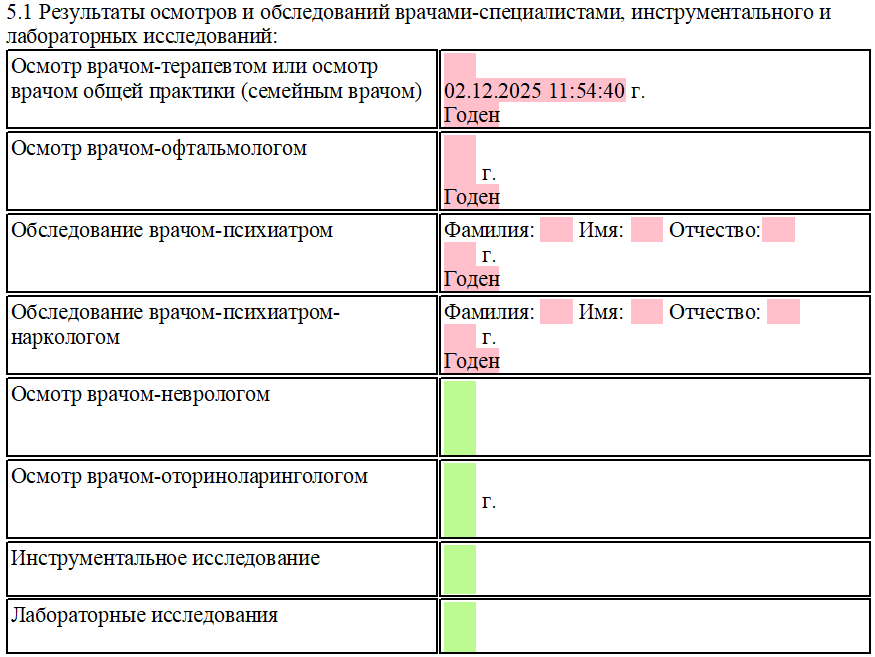 5.1 Результаты осмотров и обследований врачами-специалистами, инструментального и
лабораторных исследований:
Осмотр врачом-терапевтом или осмотр
врачом общей практики (семейным врачом)
02.12.2025 11:54:40 г.
Годен
Осмотр врачом-офтальмологом
г.
Годен
Обследование врачом-психиатром
Фамилия: Имя: Отчество:
г.
Годен
Обследование врачом-психиатром-
наркологом
Фамилия: Имя: Отчество:
г.
Годен
Осмотр врачом-неврологом
Осмотр врачом-оториноларингологом
г.
Инструментальное исследование
Лабораторные исследования